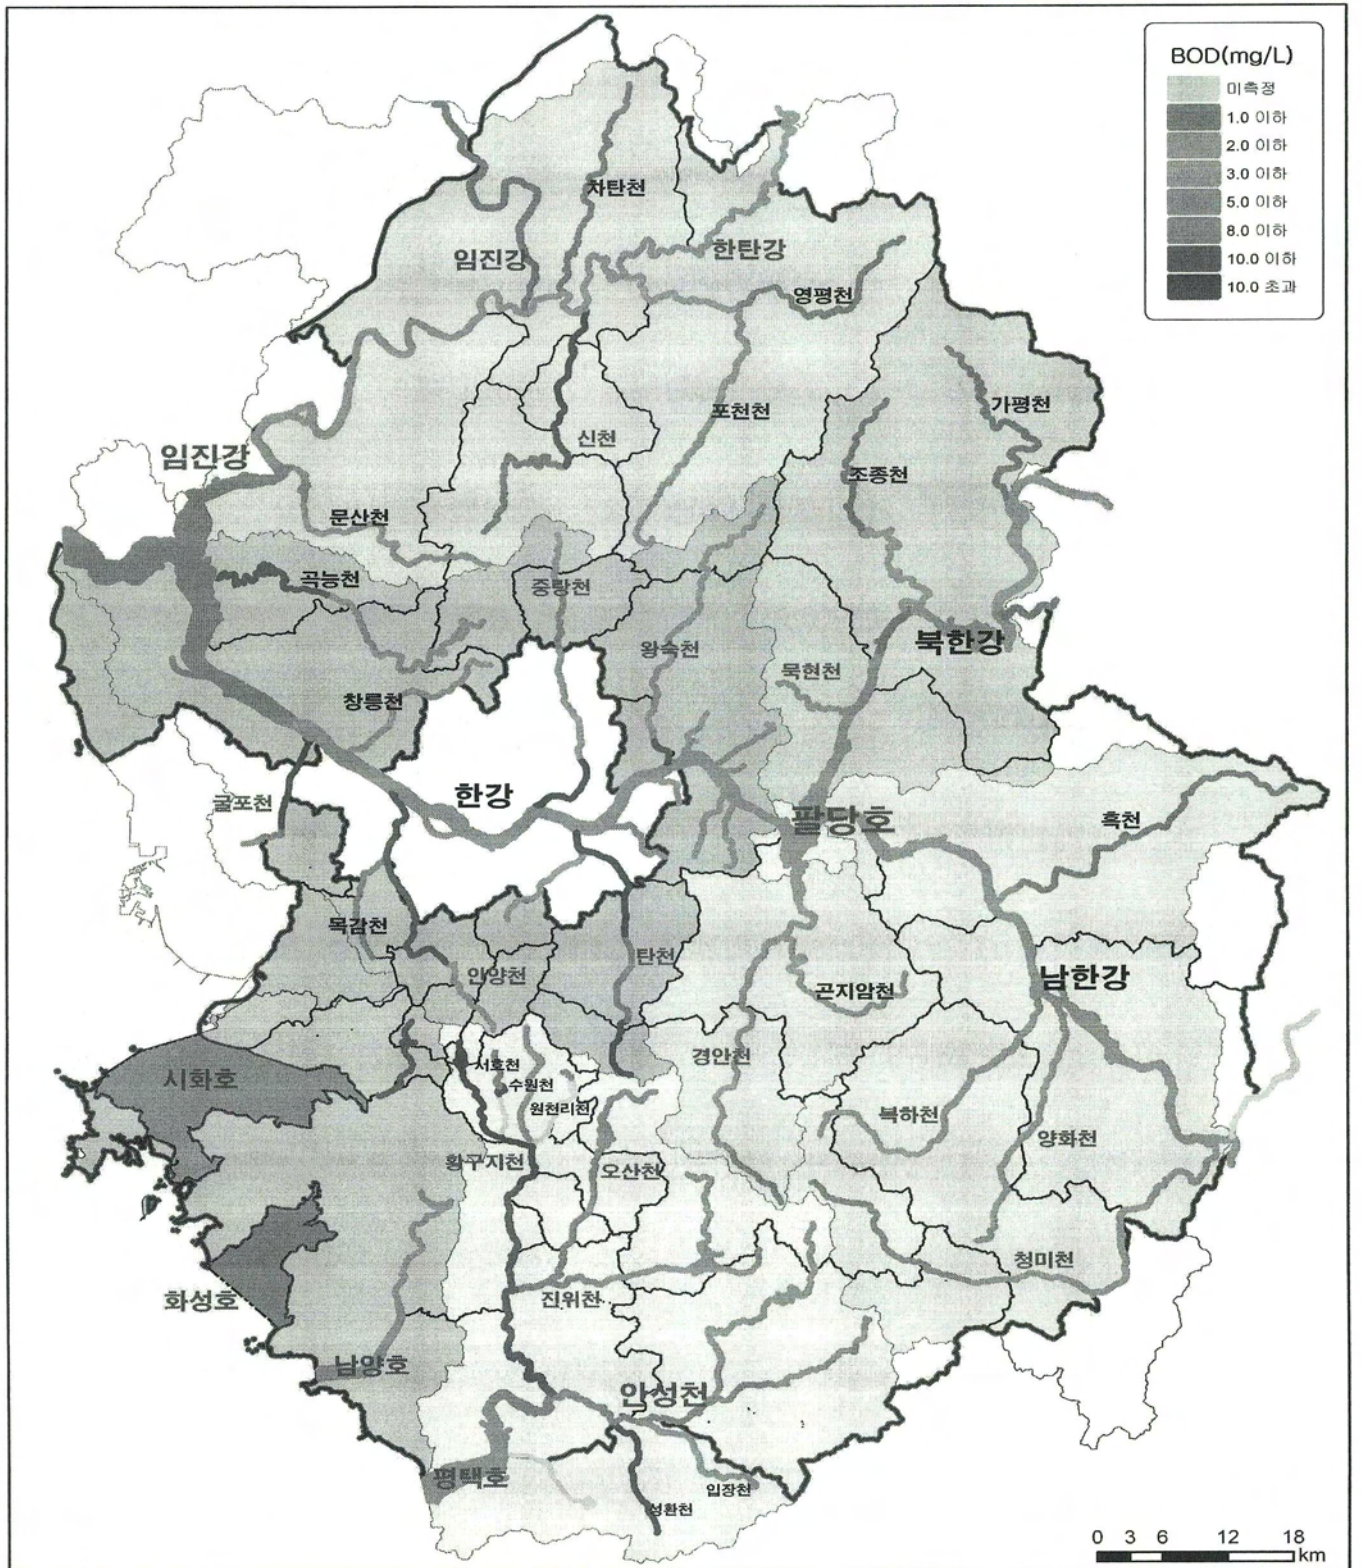 BOD(mg/L)
미측정
1.0 이하
2.0 이하
3.0 이하
5.0 이하
8.0 이하
10.0 이하
10.0 초과
차탄천
임진강
한탄강
영평천
가평천
포천천
신천
임진강
조종천
문산천
곡능천
중랑천
왕숙천
북한강
묵현천
창릉천
한강
굴포천
팔당호
흑천
목감천
탄천
안양천
남한강
곤지암천
경안천
시화호
서호천
수원천
원천리천
복하천
양화천
황구지천
오산천
청미천
화성호
진위천
남양호
안성천
평택호
입장천
성환천
0 3 6 12 18
km